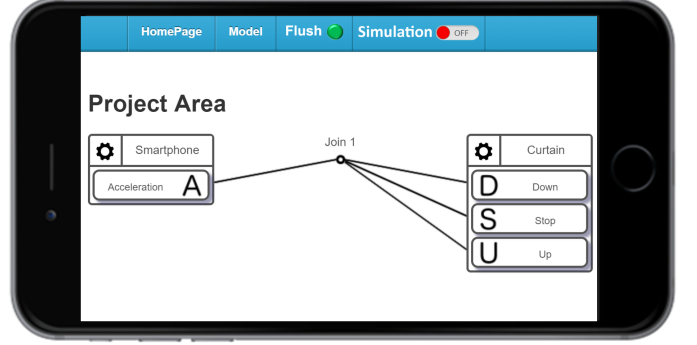 HomePage Model Flush Simulation OFF
Project Area
Join 1
Smartphone
Acceleration A
Curtain
D Down
S Stop
U Up